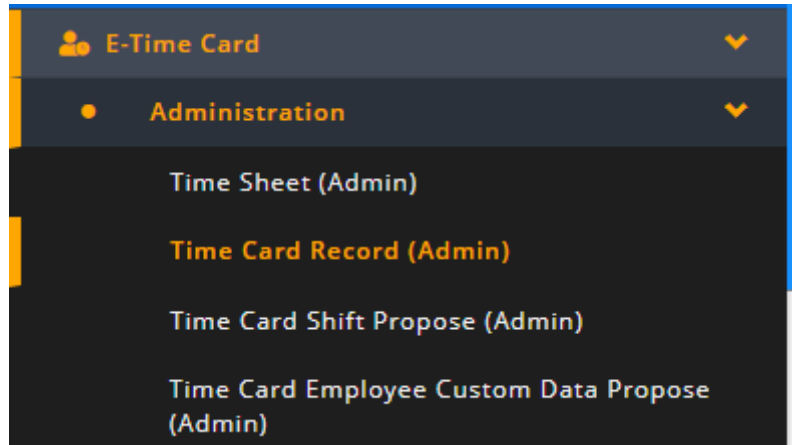 E-Time Card
Administration
Time Sheet (Admin)
Time Card Record (Admin)
Time Card Shift Propose (Admin)
Time Card Employee Custom Data Propose
(Admin)